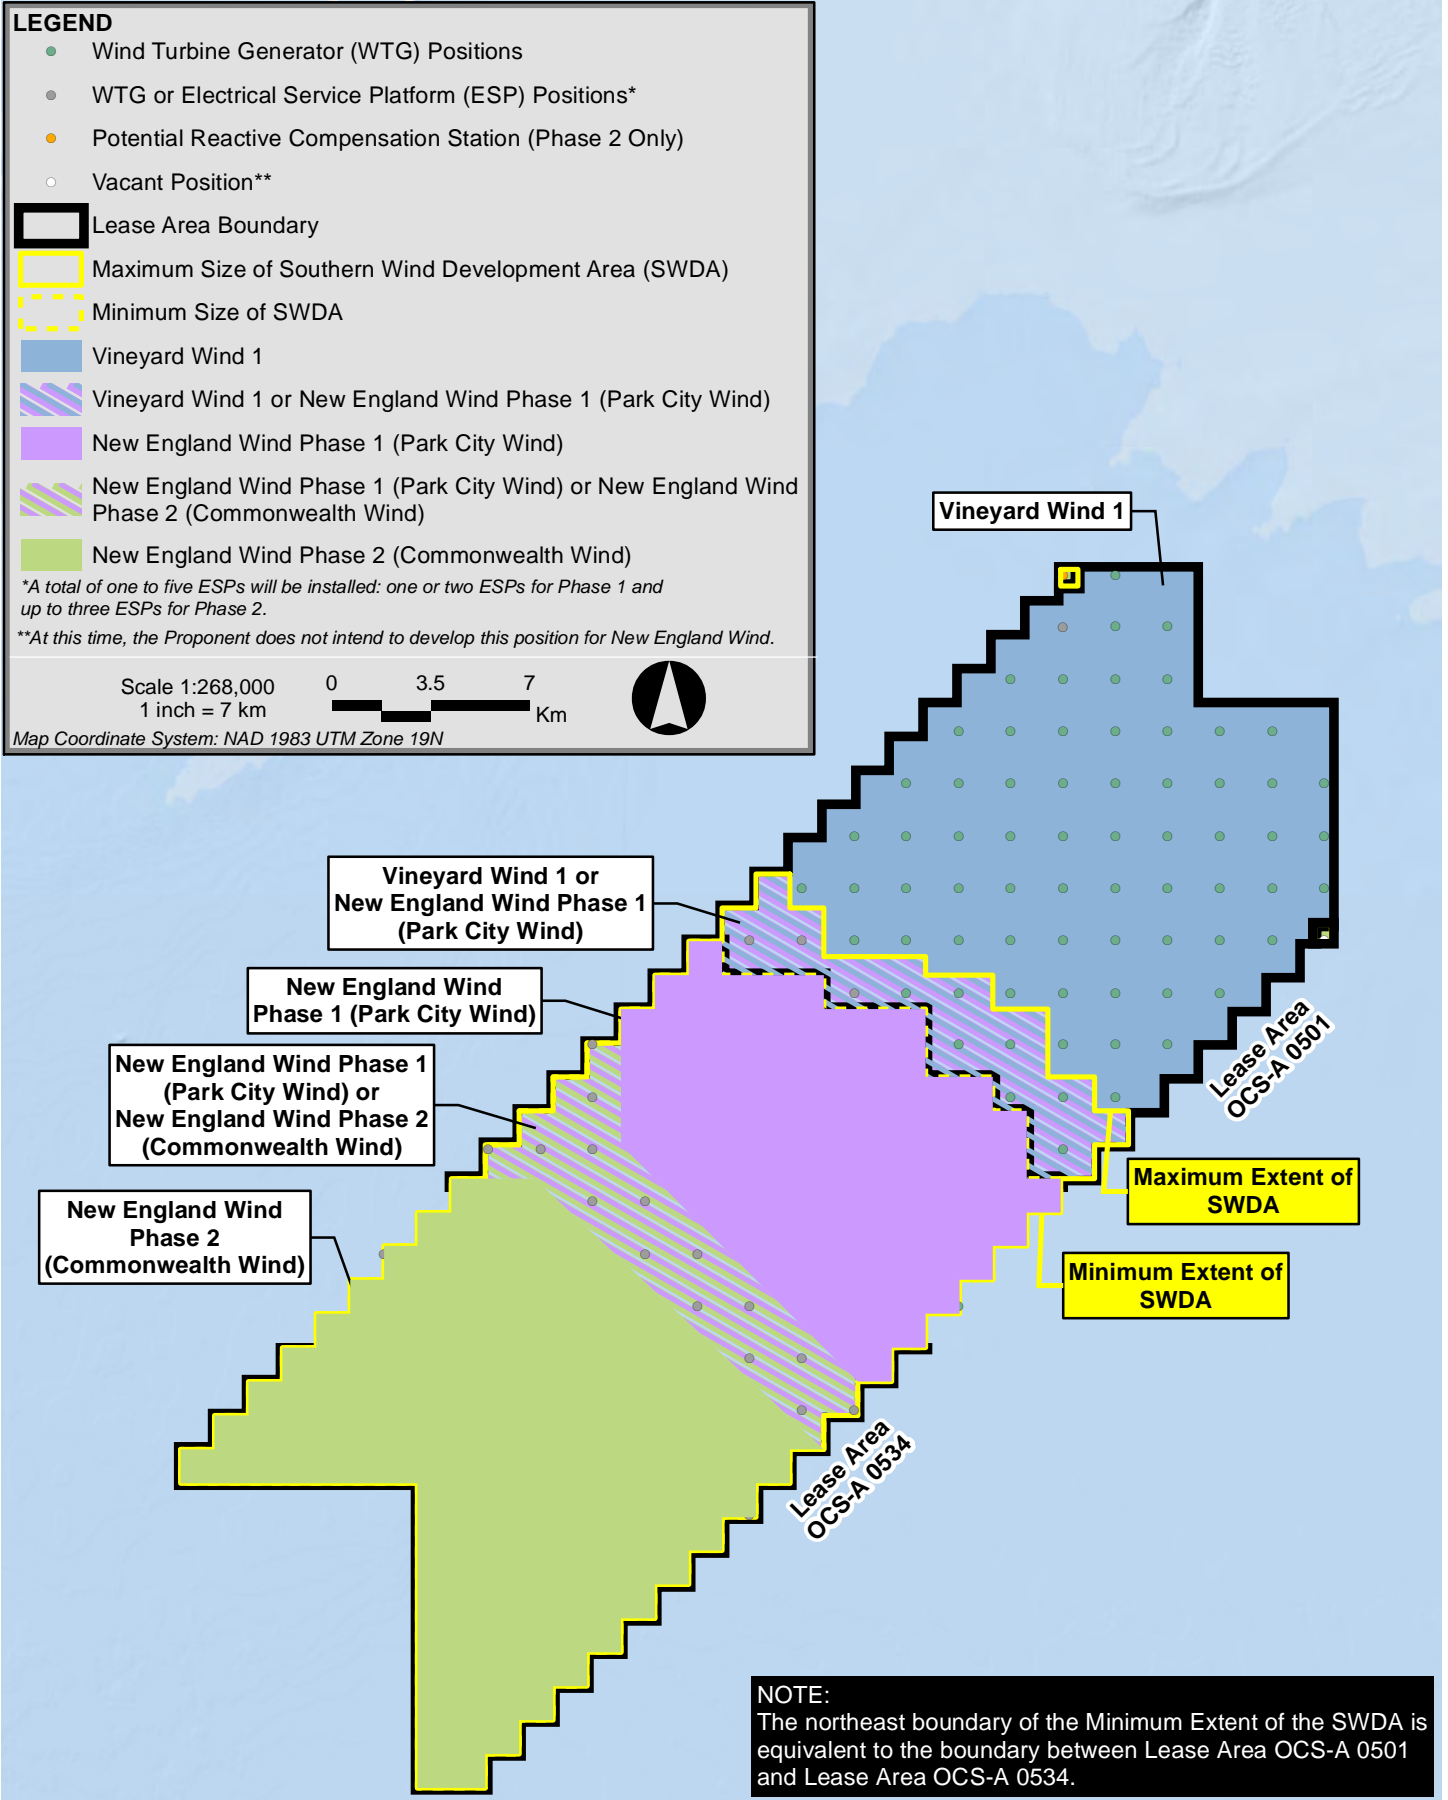 LEGEND
Wind Turbine Generator (WTG) Positions
WTG or Electrical Service Platform (ESP) Positions*
Potential Reactive Compensation Station (Phase 2 Only)
Vacant Position**
Lease Area Boundary
Maximum Size of Southern Wind Development Area (SWDA)
Minimum Size of SWDA
Vineyard Wind 1
Vineyard Wind 1 or New England Wind Phase 1 (Park City Wind)
New England Wind Phase 1 (Park City Wind)
New England Wind Phase 1 (Park City Wind) or New England Wind
Phase 2 (Commonwealth Wind)
New England Wind Phase 2 (Commonwealth Wind)
*A total of one to five ESPs will be installed: one or two ESPs for Phase 1 and
up to three ESPs for Phase 2.
**At this time, the Proponent does not intend to develop this position for New England Wind.
Scale 1:268,000
1 inch = 7 km
0 3.5 7
Km
Map Coordinate System: NAD 1983 UTM Zone 19N
Vineyard Wind 1
Vineyard Wind 1 or
New England Wind Phase 1
(Park City Wind)
New England Wind
Phase 1 (Park City Wind)
New England Wind Phase 1
(Park City Wind) or
New England Wind Phase 2
(Commonwealth Wind)
New England Wind
Phase 2
(Commonwealth Wind)
Lease Area
OCS-A 0501
Maximum Extent of
SWDA
Minimum Extent of
SWDA
Lease Area
OCS-A 0534
NOTE:
The northeast boundary of the Minimum Extent of the SWDA is
equivalent to the boundary between Lease Area OCS-A 0501
and Lease Area OCS-A 0534.